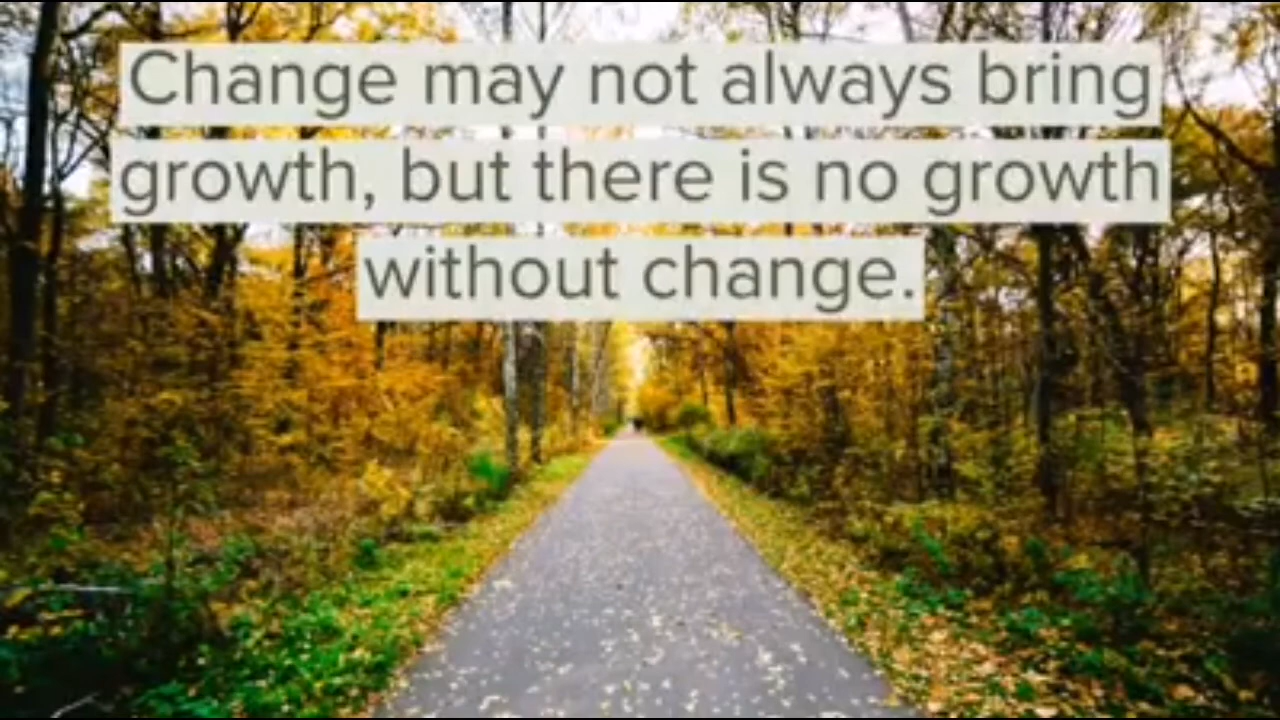 Change may not always bring
growth, but there is no growth
without change.